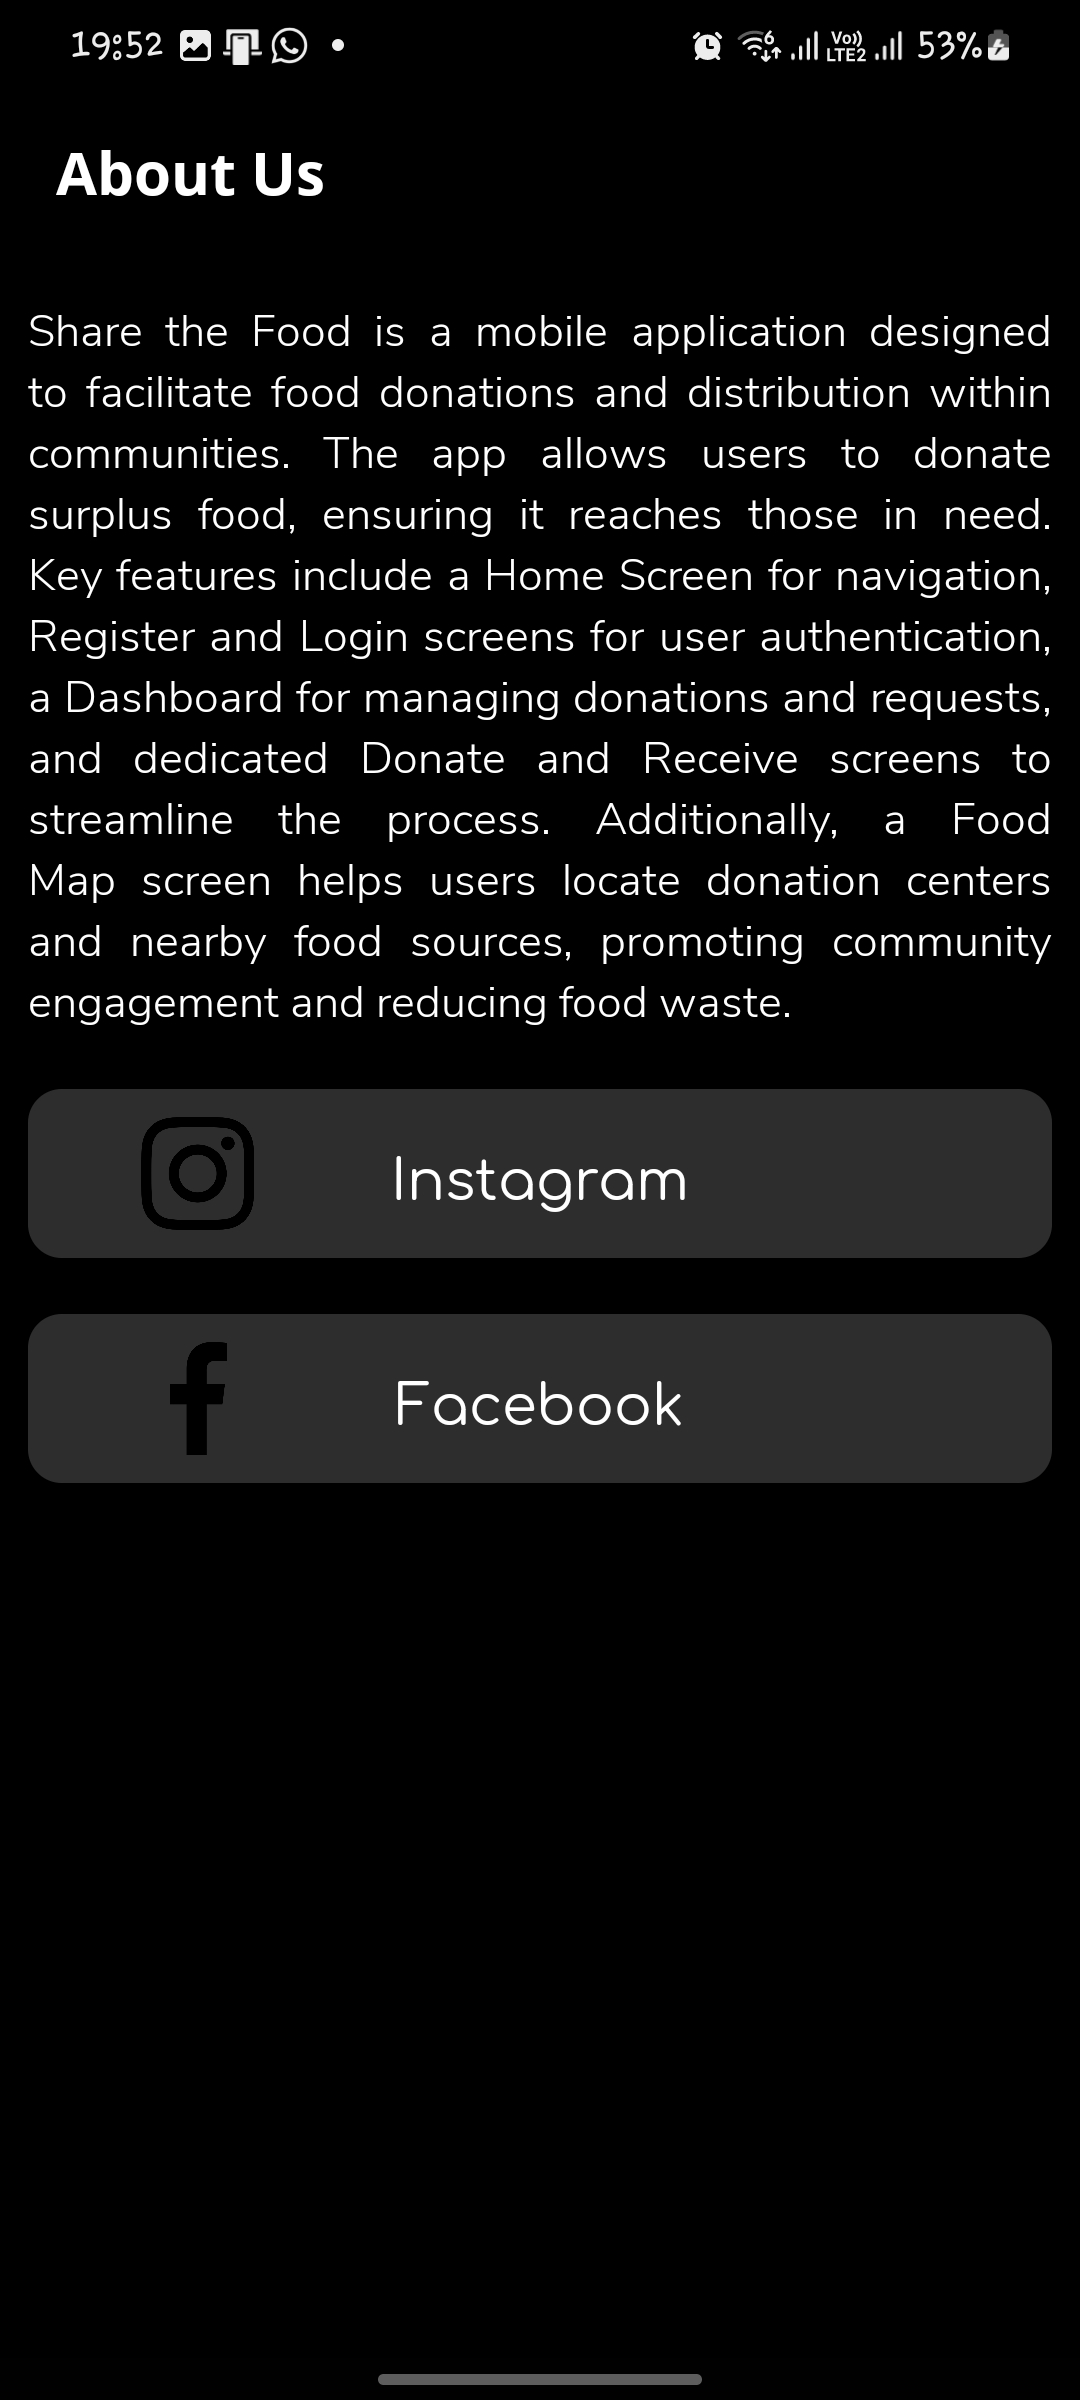 19:52
6 Vo)) LTE2 53%
About Us
Share the Food is a mobile application designed
to facilitate food donations and distribution within
communities. The app allows users to donate
surplus food, ensuring it reaches those in need.
Key features include a Home Screen for navigation,
Register and Login screens for user authentication,
a Dashboard for managing donations and requests,
and dedicated Donate and Receive screens to
streamline the process. Additionally, a Food
Map screen helps users locate donation centers
and nearby food sources, promoting community
engagement and reducing food waste.
Instagram
Facebook